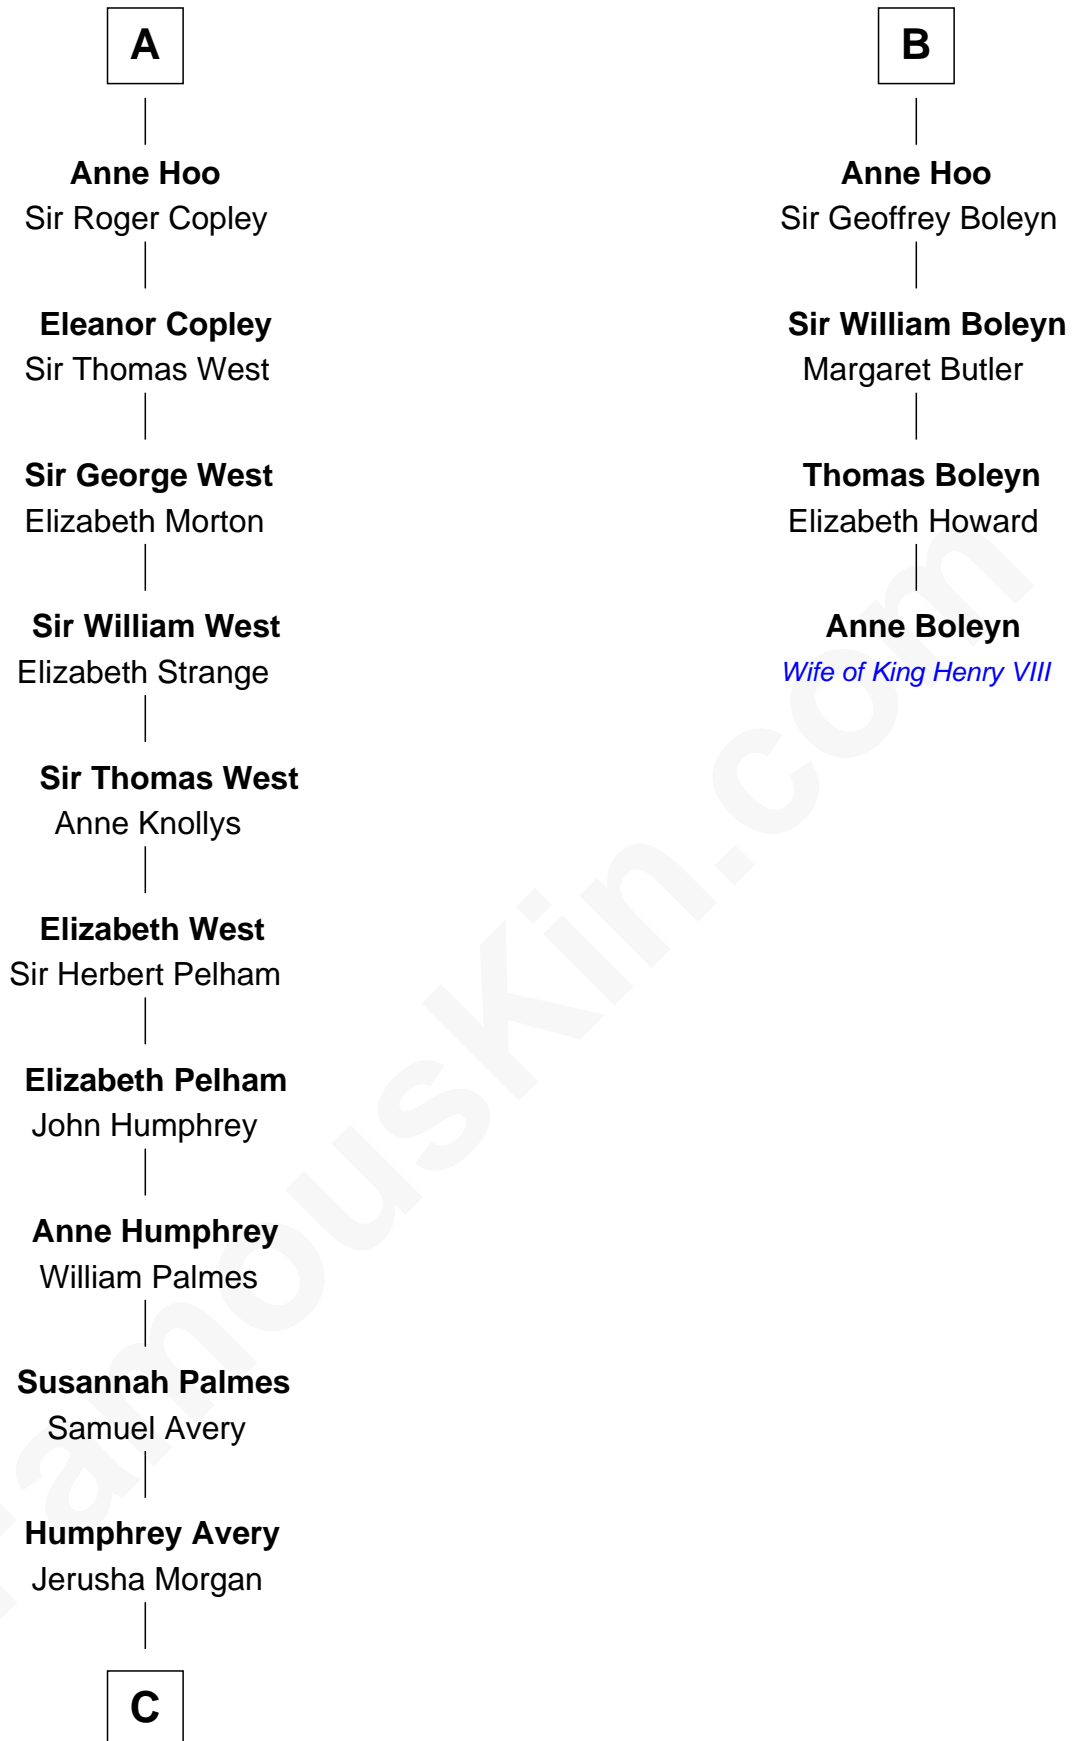 A
Anne Hoo
Sir Roger Copley
Eleanor Copley
Sir Thomas West
Sir George West
Elizabeth Morton
Sir William West
Elizabeth Strange
Sir Thomas West
Anne Knollys
Elizabeth West
Sir Herbert Pelham
Elizabeth Pelham
John Humphrey
Anne Humphrey
William Palmes
Susannah Palmes
Samuel Avery
Humphrey Avery
Jerusha Morgan
C
B
Anne Hoo
Sir Geoffrey Boleyn
Sir William Boleyn
Margaret Butler
Thomas Boleyn
Elizabeth Howard
Anne Boleyn
Wife of King Henry VIII
FamousKin.com